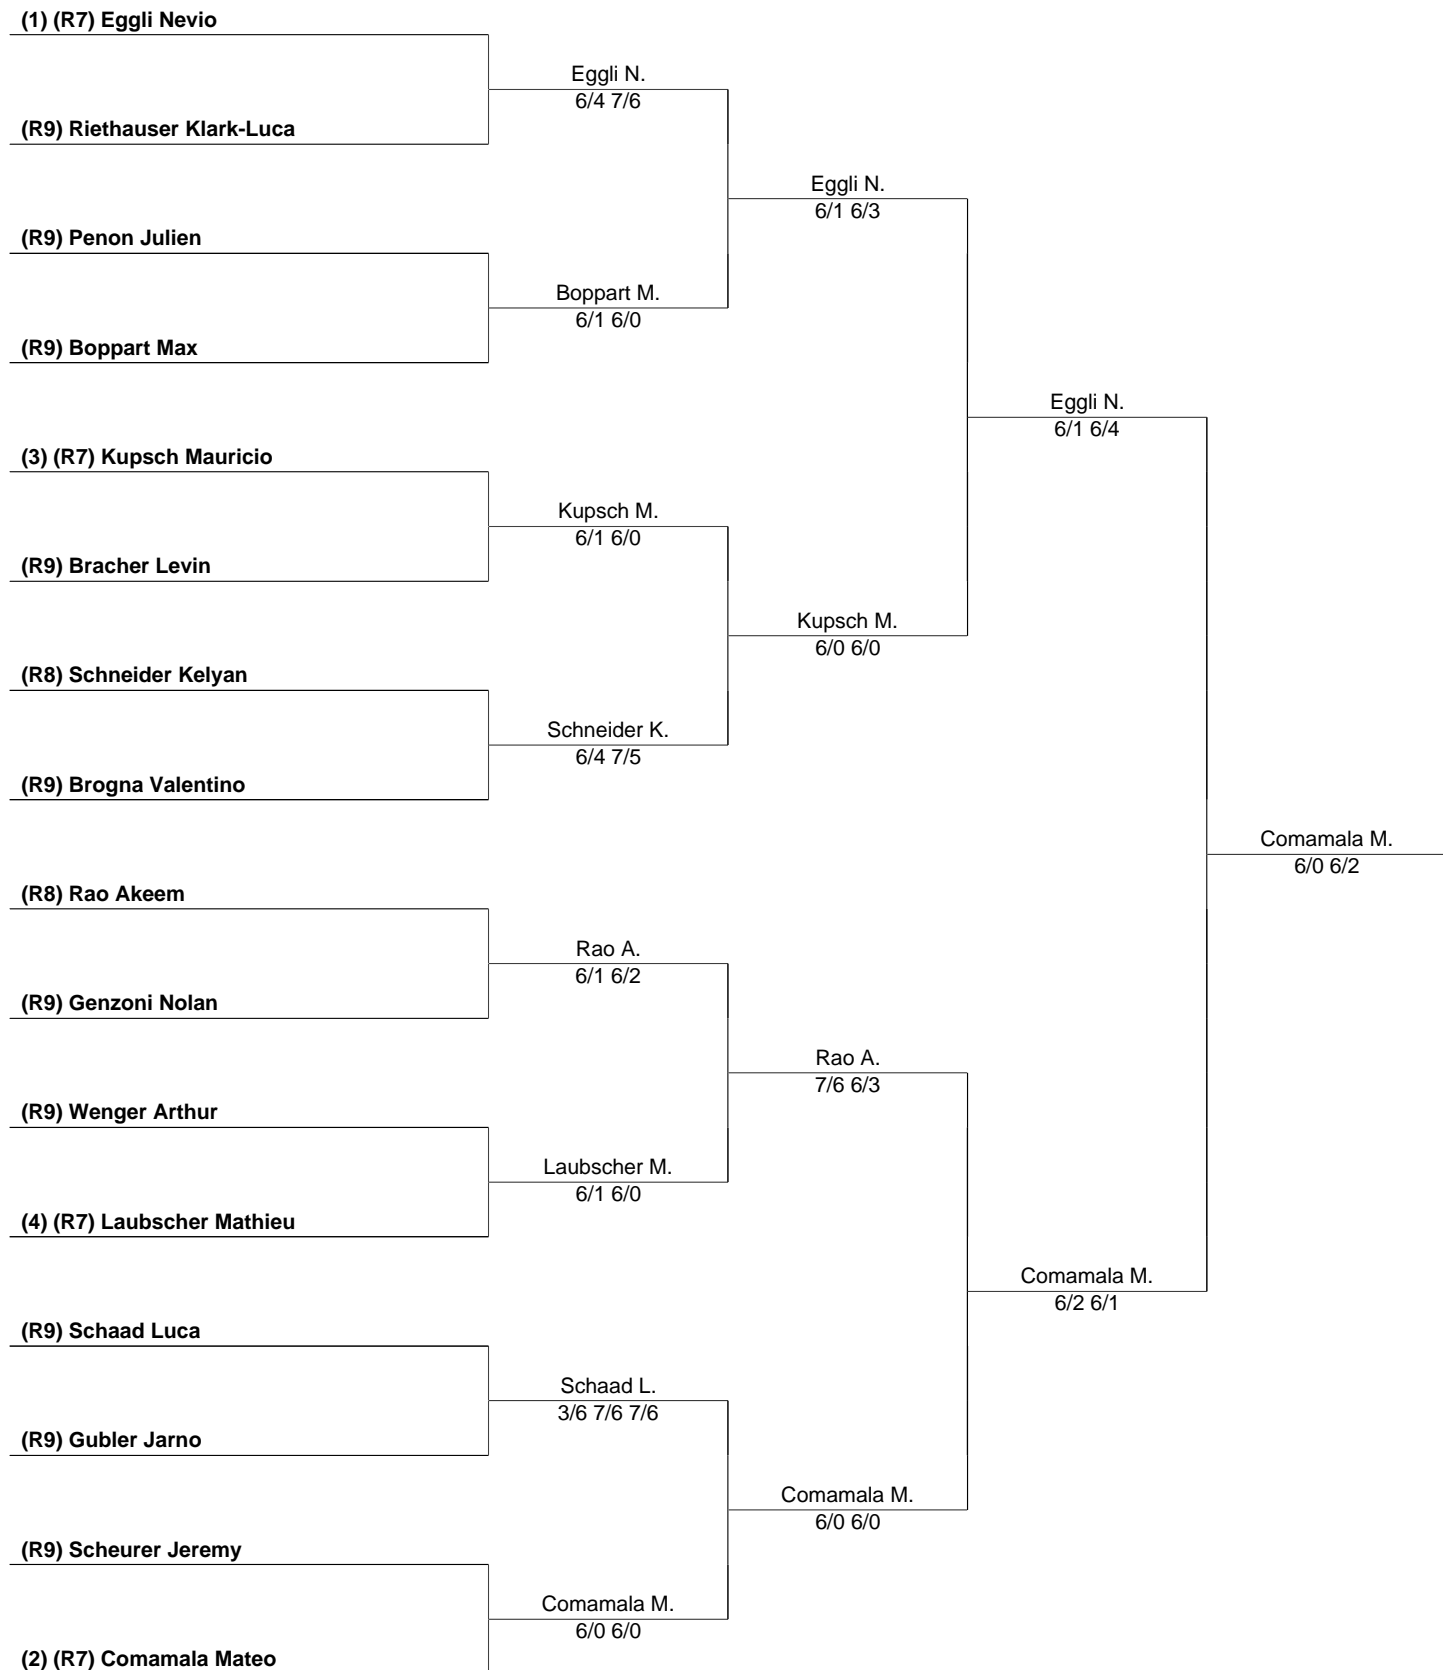 (1) (R7) Eggli Nevio
Eggli N.
6/4 7/6
(R9) Riethauser Klark-Luca
Eggli N.
6/1 6/3
(R9) Penon Julien
Boppart M.
6/1 6/0
(R9) Boppart Max
Eggli N.
6/1 6/4
(3) (R7) Kupsch Mauricio
Kupsch M.
6/1 6/0
(R9) Bracher Levin
Kupsch M.
6/0 6/0
(R8) Schneider Kelyan
Schneider K.
6/4 7/5
(R9) Brogna Valentino
Comamala M.
6/0 6/2
(R8) Rao Akeem
Rao A.
6/1 6/2
(R9) Genzoni Nolan
Rao A.
7/6 6/3
(R9) Wenger Arthur
Laubscher M.
6/1 6/0
(4) (R7) Laubscher Mathieu
Comamala M.
6/2 6/1
(R9) Schaad Luca
Schaad L.
3/6 7/6 7/6
(R9) Gubler Jarno
Comamala M.
6/0 6/0
(R9) Scheurer Jeremy
Comamala M.
6/0 6/0
(2) (R7) Comamala Mateo